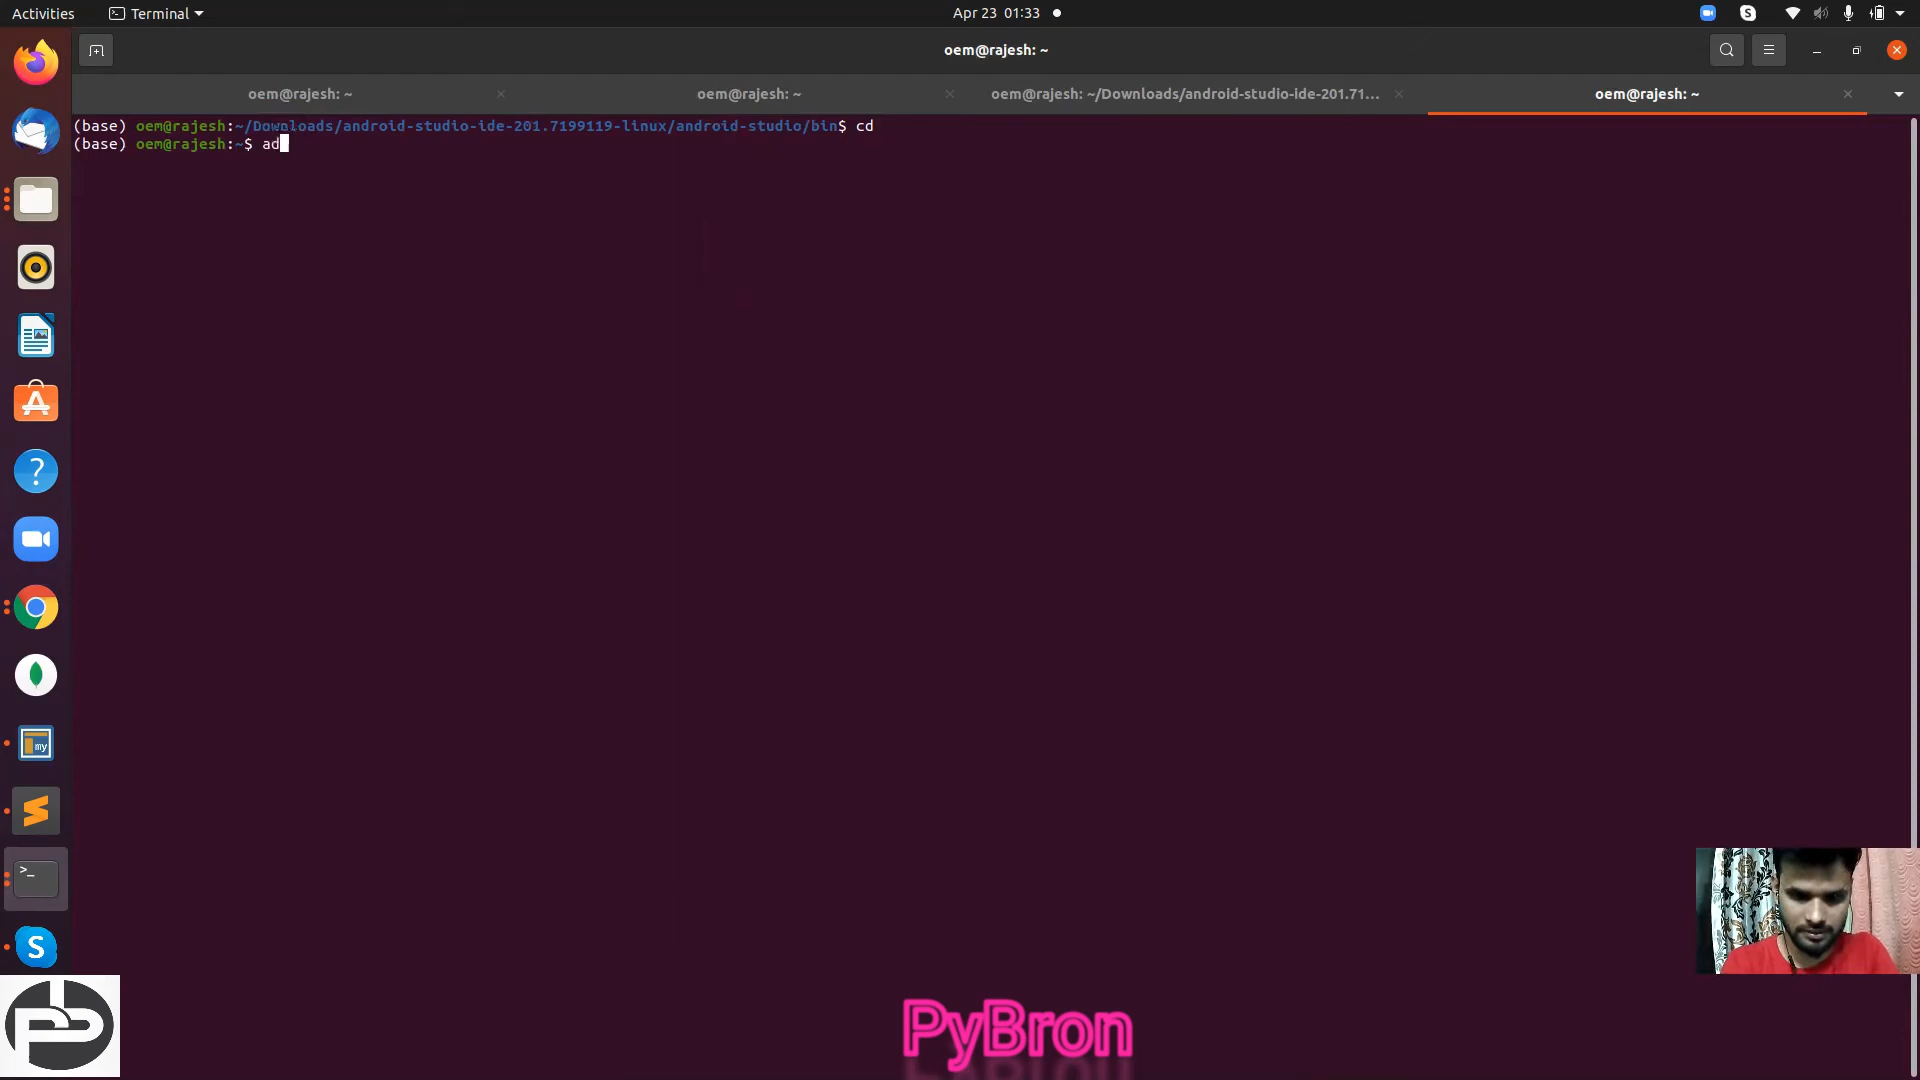 Activities
Terminal
Apr 23 01:33
oem@rajesh: ~
oem@rajesh: ~
oem@rajesh: ~
oem@rajesh: ~/Downloads/android-studio-ide-201.71...
oem@rajesh: ~
(base) oem@rajesh:~/Downloads/android-studio-ide-201.7199119-linux/android-studio/bin$ cd
(base) oem@rajesh:~$ ad
my
PyBron